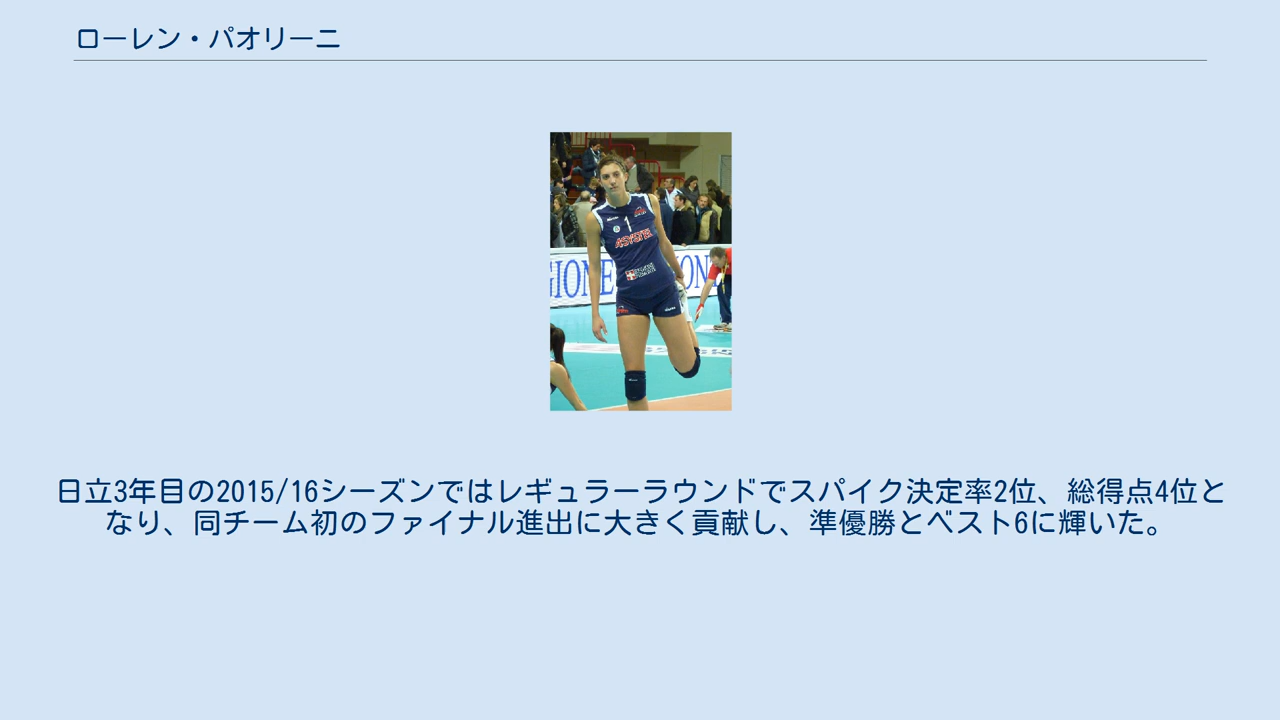 ローレン・パオリーニ
1
ASYSTEL
GIONE
ONT
日立3年目の2015/16シーズンではレギュラーラウンドでスパイク決定率2位、総得点4位と
なり、同チーム初のファイナル進出に大きく貢献し、準優勝とベスト6に輝いた。